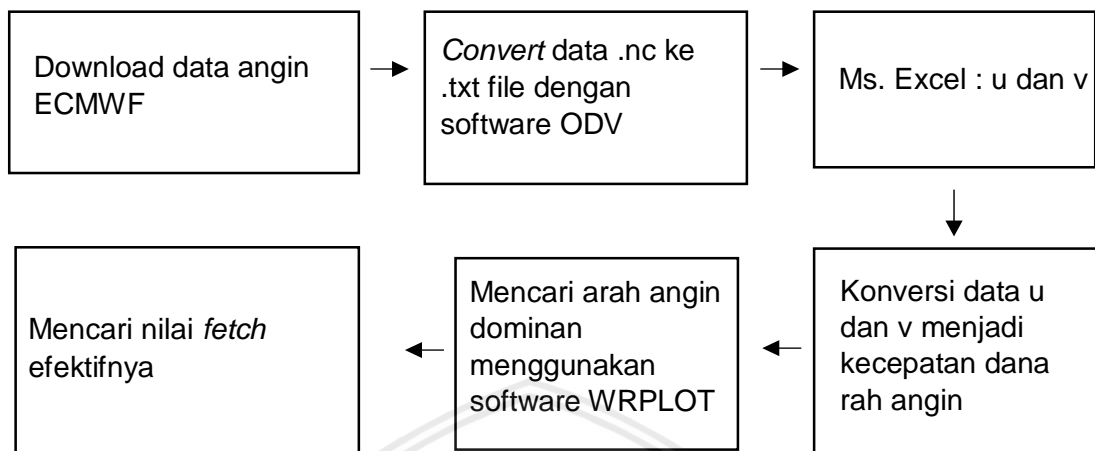 Download data angin
ECMWF
Convert data .nc ke
.txt file dengan
software ODV
Ms. Excel : u dan v
Konversi data u
dan v menjadi
kecepatan dana
rah angin
Mencari arah angin
dominan
menggunakan
software WRPLOT
Mencari nilai fetch
efektifnya